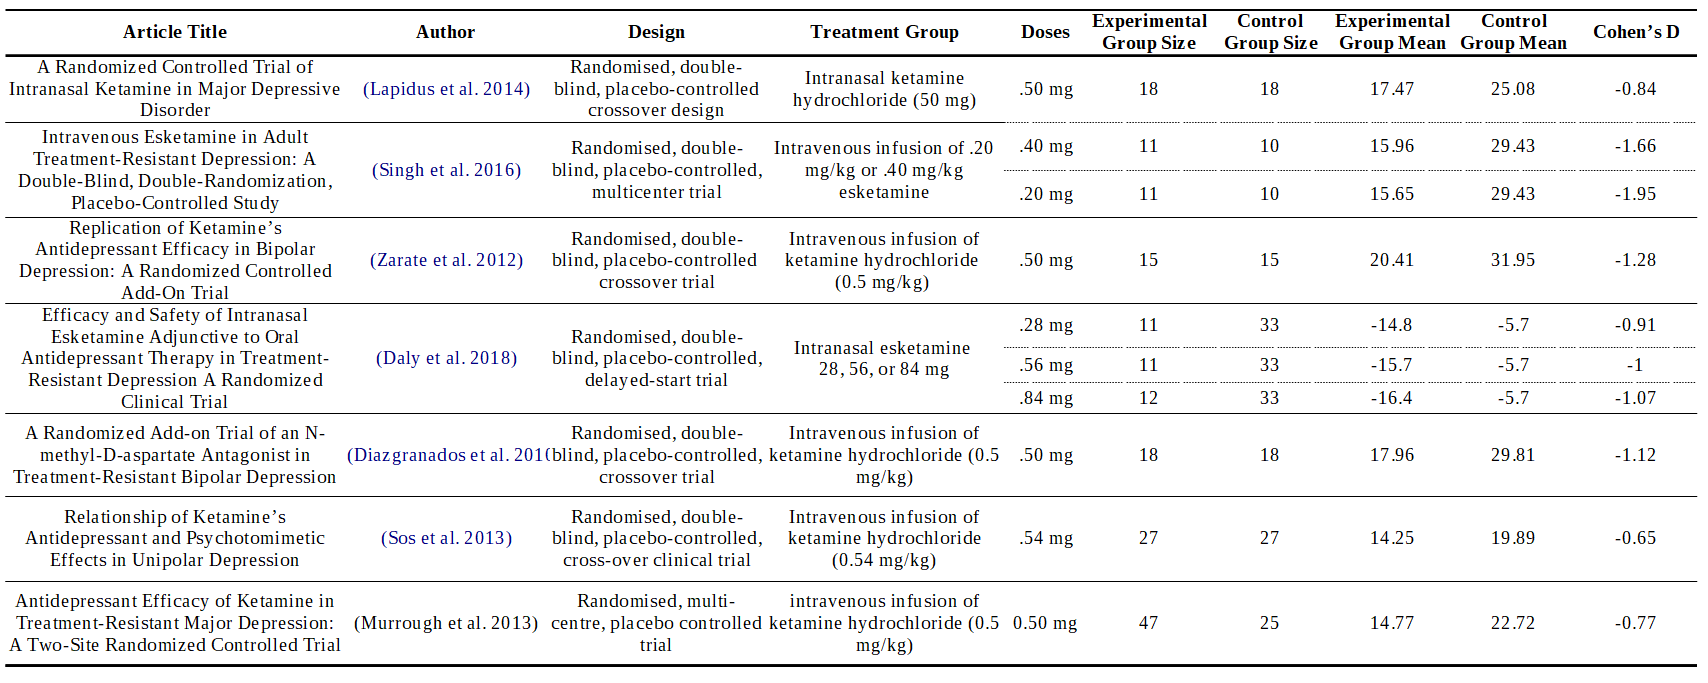 Article Title Author Design Treatment Group Doses Experimental Group Size Control Group Size Experimental Group Mean Control Group Mean Cohen's D
A Randomized Controlled Trial of
Intranasal Ketamine in Major Depressive
Disorder
(Lapidus et al. 2014)
Randomised, double-
blind, placebo-controlled
crossover design
Intranasal ketamine
hydrochloride (50 mg)
.50 mg 18 18 17.47 25.08 -0.84
Intravenous Esketamine in Adult
Treatment-Resistant Depression: A
Double-Blind, Double-Randomization,
Placebo-Controlled Study
(Singh et al. 2016)
Randomised, double-
blind, placebo-controlled,
multicenter trial
Intravenous infusion of .20
mg/kg or .40 mg/kg
esketamine
.40 mg 11 10 15.96 29.43 -1.66
.20 mg 11 10 15.65 29.43 -1.95
Replication of Ketamine's
Antidepressant Efficacy in Bipolar
Depression: A Randomized Controlled
Add-On Trial
(Zarate et al. 2012)
Randomised, double-
blind, placebo-controlled
crossover trial
Intravenous infusion of
ketamine hydrochloride
(0.5 mg/kg)
.50 mg 15 15 20.41 31.95 -1.28
Efficacy and Safety of Intranasal
Esketamine Adjunctive to Oral
Antidepressant Therapy in Treatment-
Resistant Depression A Randomized
Clinical Trial
(Daly et al. 2018)
Randomised, double-
blind, placebo-controlled,
delayed-start trial
Intranasal esketamine
28, 56, or 84 mg
.28 mg 11 33 -14.8 -5.7 -0.91
.56 mg 11 33 -15.7 -5.7 -1
.84 mg 12 33 -16.4 -5.7 -1.07
A Randomized Add-on Trial of an N-
methyl-D-aspartate Antagonist in
Treatment-Resistant Bipolar Depression
(Diazgranados et al. 201
Randomised, double-
blind, placebo-controlled,
crossover trial
Intravenous infusion of
ketamine hydrochloride (0.5
mg/kg)
.50 mg 18 18 17.96 29.81 -1.12
Relationship of Ketamine's
Antidepressant and Psychotomimetic
Effects in Unipolar Depression
(Sos et al. 2013)
Randomised, double-
blind, placebo-controlled,
cross-over clinical trial
Intravenous infusion of
ketamine hydrochloride
(0.54 mg/kg)
.54 mg 27 27 14.25 19.89 -0.65
Antidepressant Efficacy of Ketamine in
Treatment-Resistant Major Depression:
A Two-Site Randomized Controlled Trial
(Murrough et al. 2013)
Randomised, multi-
centre, placebo controlled
trial
intravenous infusion of
ketamine hydrochloride (0.5
mg/kg)
0.50 mg 47 25 14.77 22.72 -0.77